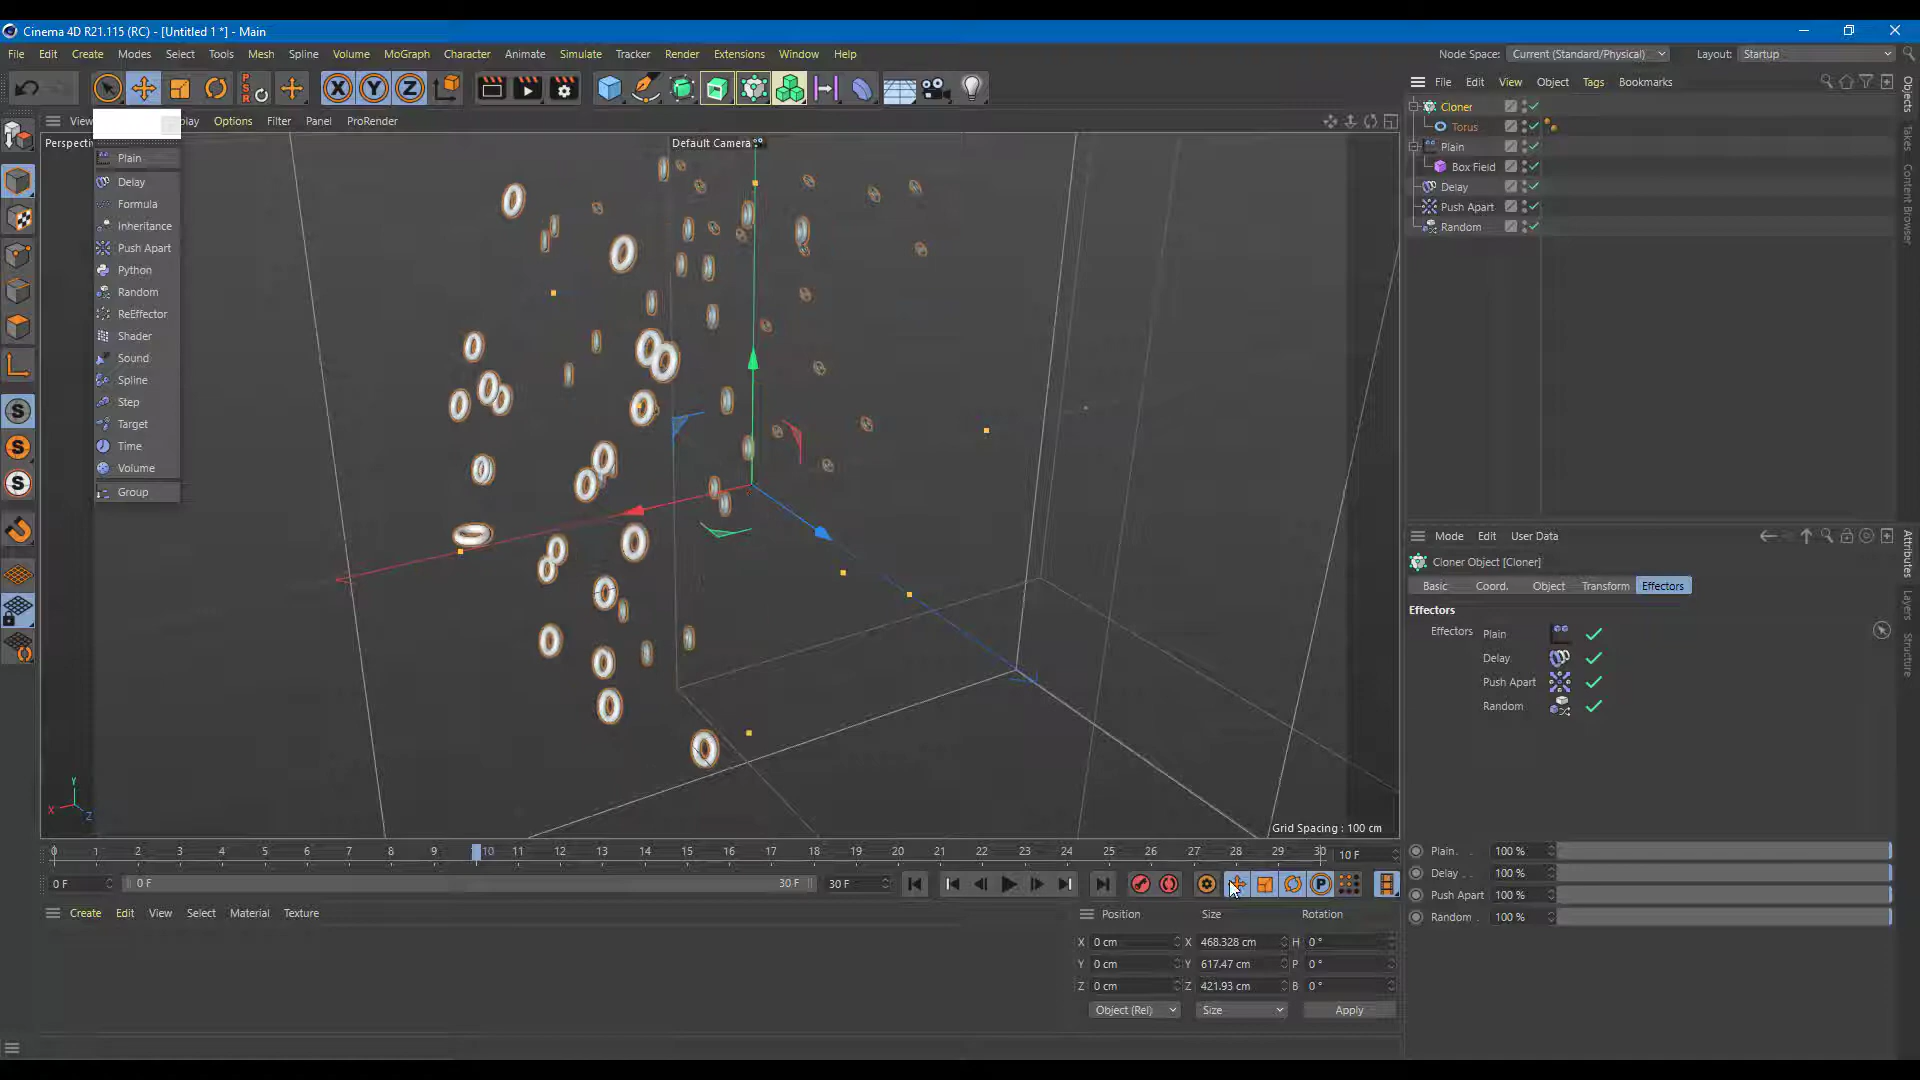 Cinema 4D R21.115 (RC) - [Untitled 1 *] - Main
File Edit Create Modes Select Tools Mesh Spline Volume MoGraph Character Animate Simulate Tracker Render Extensions Window Help
Node Space: Current (Standard/Physical) Layout: Startup
File Edit View Object Tags Bookmarks
Cloner
Torus
Plain
Box Field
Delay
Push Apart
Random
Objects
Takes
Content Browser
Options Filter Panel ProRender
Default Camera
Plain
Delay
Formula
Inheritance
Push Apart
Python
Random
ReEffector
Shader
Sound
Spline
Step
Target
Time
Volume
Group
Y
X
Z
Grid Spacing : 100 cm
0 1 2 3 4 5 6 7 8 9 10 11 12 13 14 15 16 17 18 19 20 21 22 23 24 25 26 27 28 29 30 10 F
0 F 0 F 30 F 30 F
Create Edit View Select Material Texture
Position Size Rotation
X 0 cm X 468.328 cm H 0 °
Y 0 cm Y 617.47 cm P 0 °
Z 0 cm Z 421.93 cm B 0 °
Object (Rel) Size Apply
Mode Edit User Data
Cloner Object [Cloner]
Basic Coord. Object Transform Effectors
Effectors
Effectors Plain
Delay
Push Apart
Random
Plain . . 100 %
Delay . . 100 %
Push Apart 100 %
Random . 100 %
Attributes
Layers
Structure